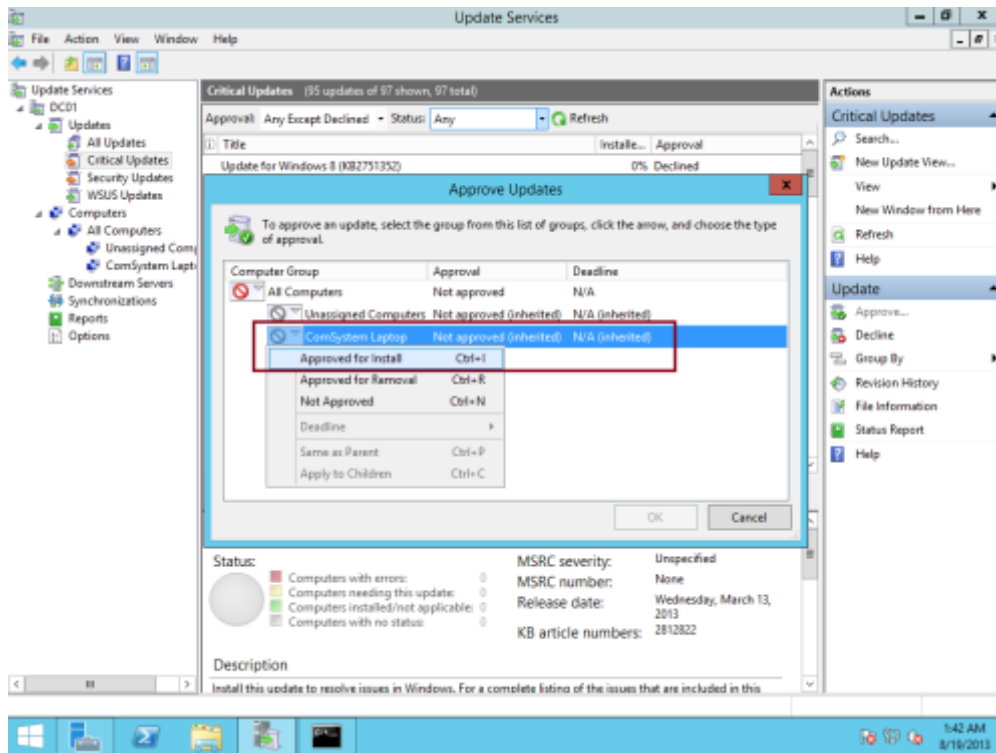 Update Services
File Action View Window Help
Update Services
DC01
Updates
All Updates
Critical Updates
Security Updates
WSUS Updates
Computers
All Computers
Unassigned Comp
ComSystem Lapt
Downstream Servers
Synchronizations
Reports
Options
Critical Updates (95 updates of 97 shown, 97 total)
Approval: Any Except Declined Status: Any Refresh
Title Installe... Approval
Update for Windows 8 (KB2751352) 0% Declined
Approve Updates
To approve an update, select the group from this list of groups, click the arrow, and choose the type
of approval.
Computer Group Approval Deadline
All Computers Not approved N/A
Unassigned Computers Not approved (inherited) N/A (inherited)
ComSystem Laptop Not approved (inherited) N/A (inherited)
Approved for Install Ctrl+I
Approved for Removal Ctrl+R
Not Approved Ctrl+N
Deadline
Same as Parent Ctrl+P
Apply to Children Ctrl+C
OK Cancel
Status:
Computers with errors: 0
Computers needing this update: 0
Computers installed/not applicable: 0
Computers with no status: 0
MSRC severity: Unspecified
MSRC number: None
Release date: Wednesday, March 13,
2013
KB article numbers: 2812822
Description
Install this update to resolve issues in Windows. For a complete listing of the issues that are included in this
Actions
Critical Updates
Search...
New Update View...
View
New Window from Here
Refresh
Help
Update
Approve...
Decline
Group By
Revision History
File Information
Status Report
Help
1:42 AM
8/19/2013